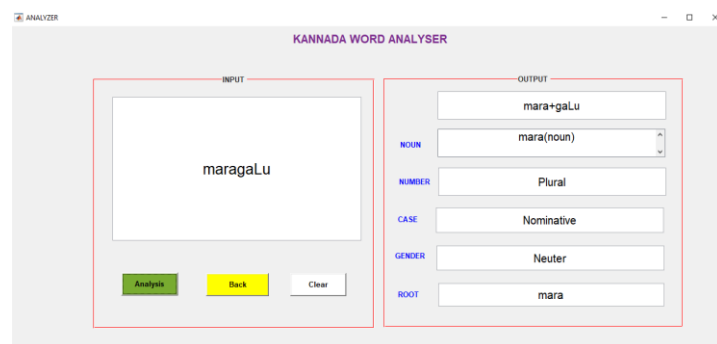 ANALYZER
KANNADA WORD ANALYSER
INPUT
maragaLu
Analysis Back Clear
OUTPUT
mara+gaLu
NOUN mara(noun)
NUMBER Plural
CASE Nominative
GENDER Neuter
ROOT mara